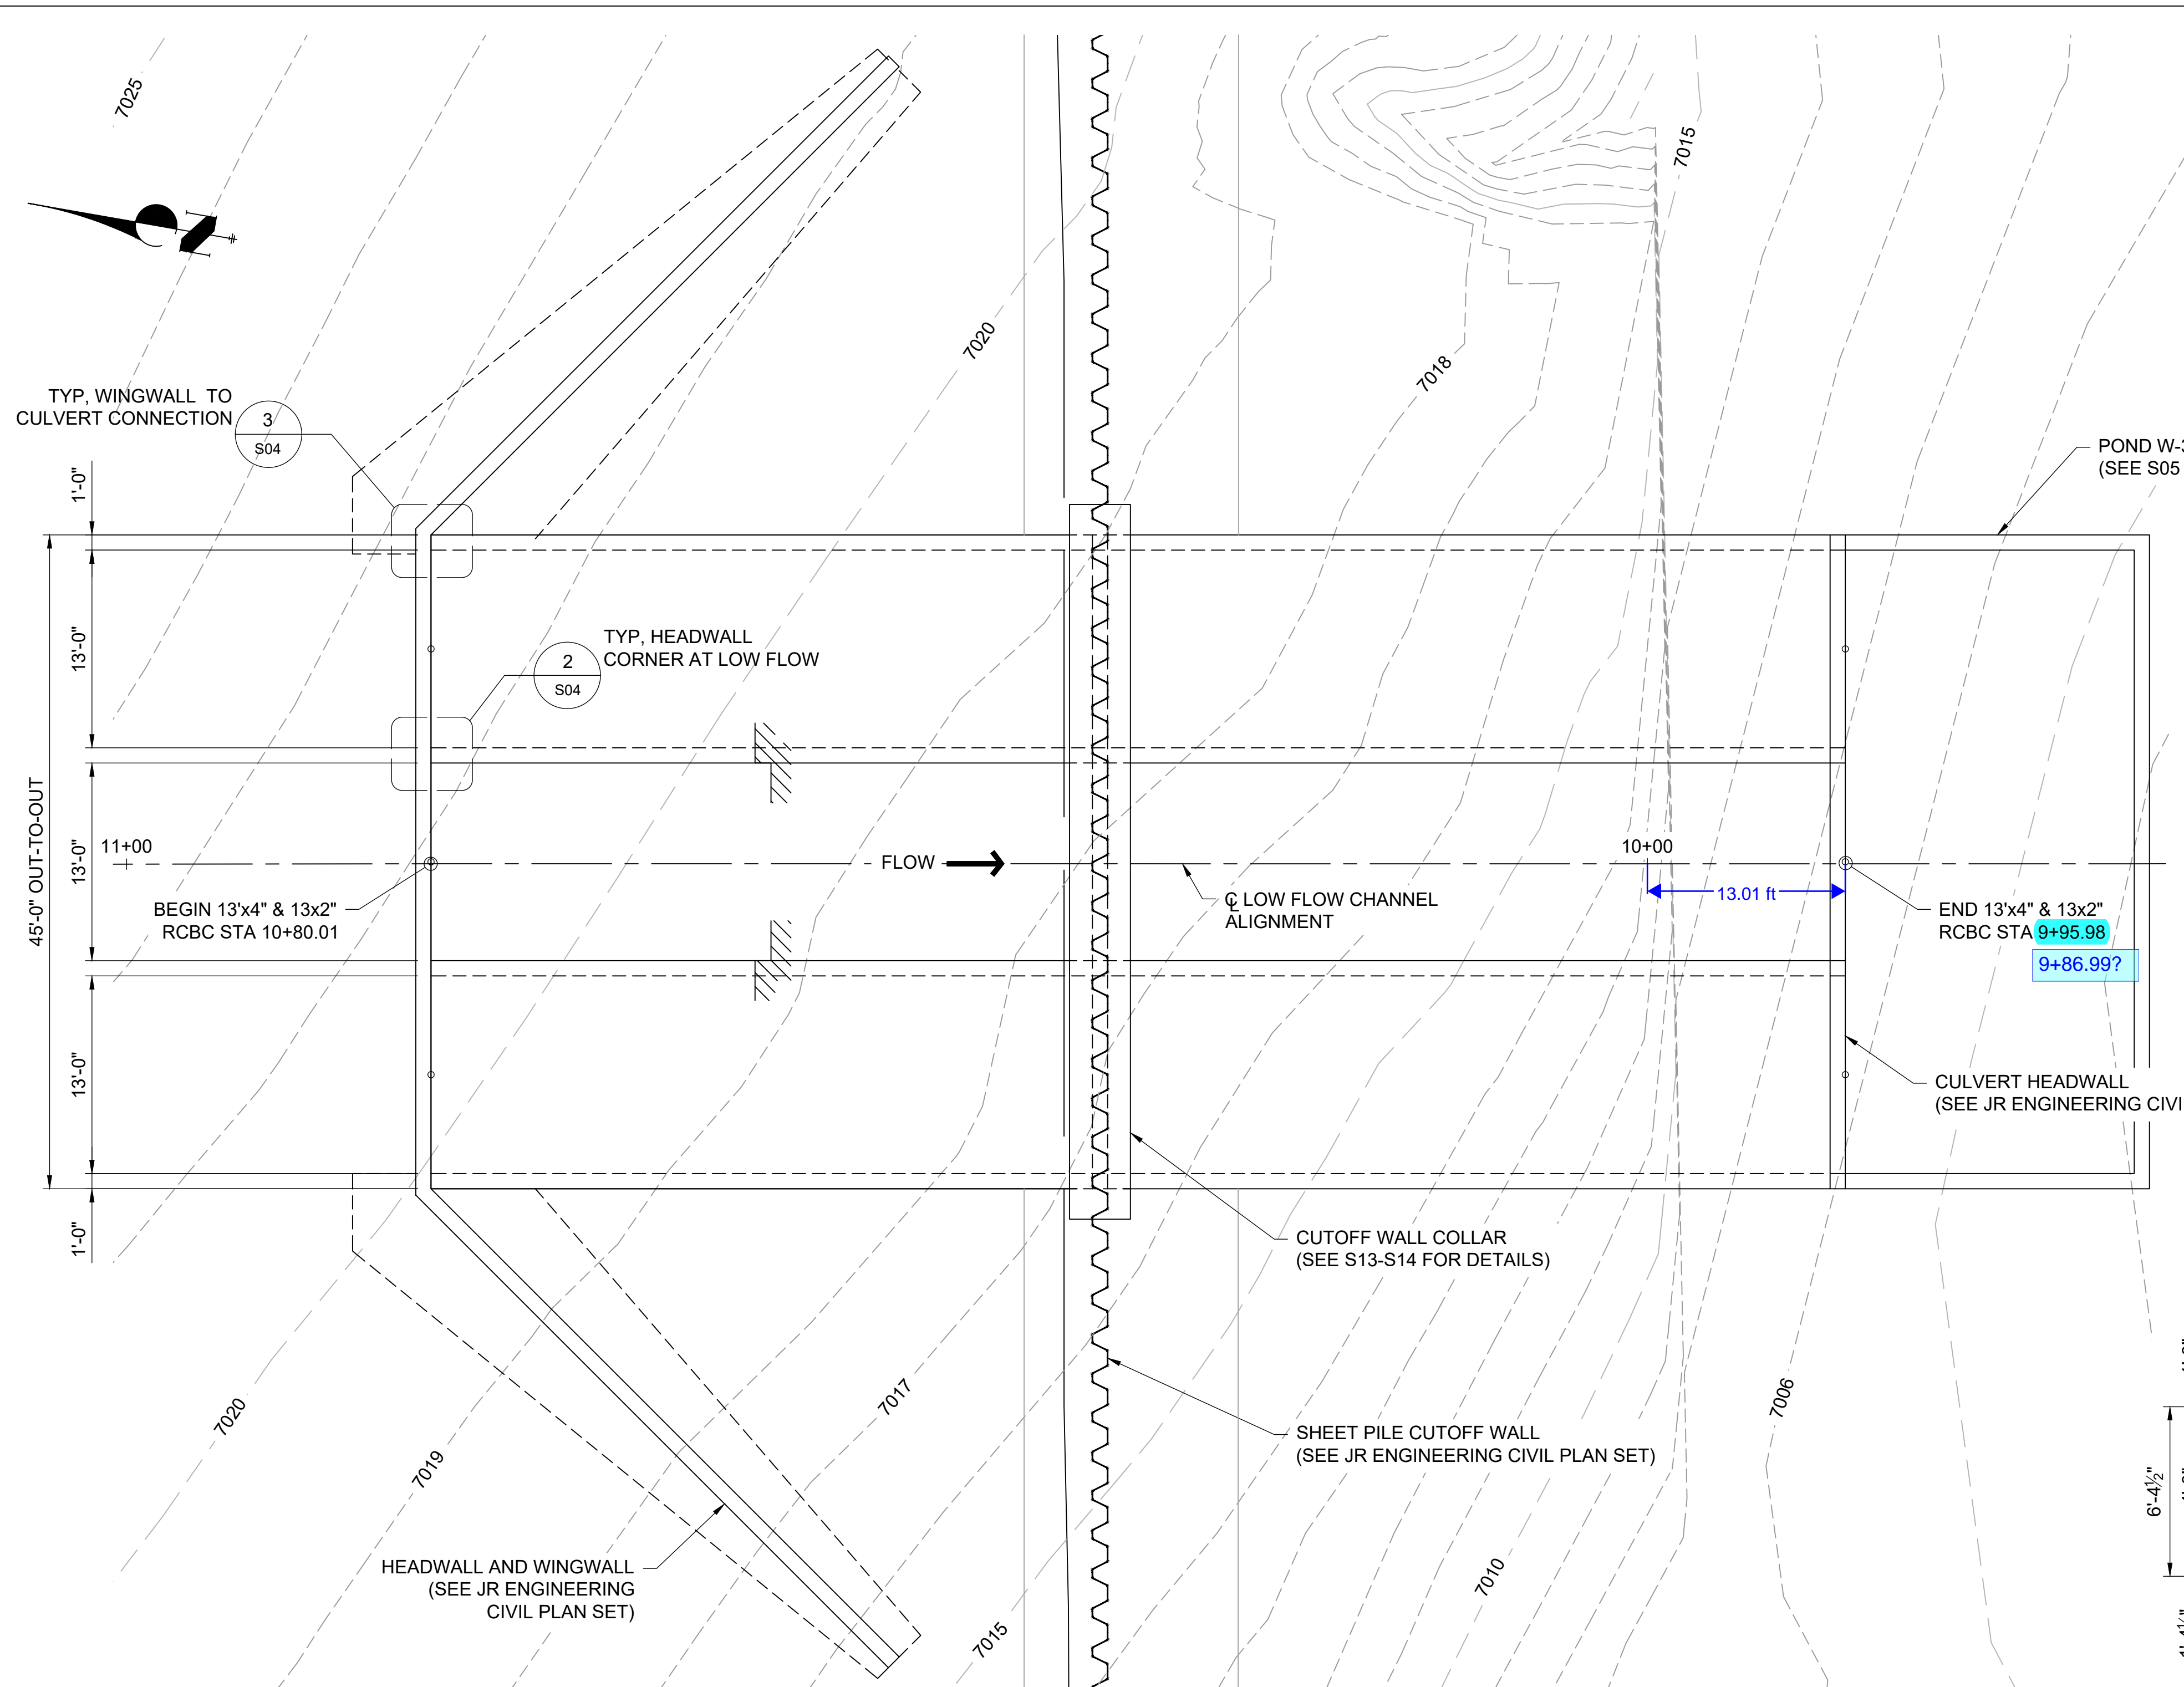 7025
7015
7020
7018
TYP, WINGWALL TO
CULVERT CONNECTION
3
S04
POND W-3
(SEE S05
1'-0"
13'-0"
TYP, HEADWALL
CORNER AT LOW FLOW
2
S04
45'-0" OUT-TO-OUT
13'-0"
11+00
FLOW
10+00
13.01 ft
BEGIN 13'x4" & 13x2"
RCBC STA 10+80.01
℄ LOW FLOW CHANNEL
ALIGNMENT
END 13'x4" & 13x2"
RCBC STA 9+95.98
9+86.99?
13'-0"
CULVERT HEADWALL
(SEE JR ENGINEERING CIVI
1'-0"
CUTOFF WALL COLLAR
(SEE S13-S14 FOR DETAILS)
7020
7019
7017
7006
SHEET PILE CUTOFF WALL
(SEE JR ENGINEERING CIVIL PLAN SET)
6'-4½"
HEADWALL AND WINGWALL
(SEE JR ENGINEERING
CIVIL PLAN SET)
7010
7015